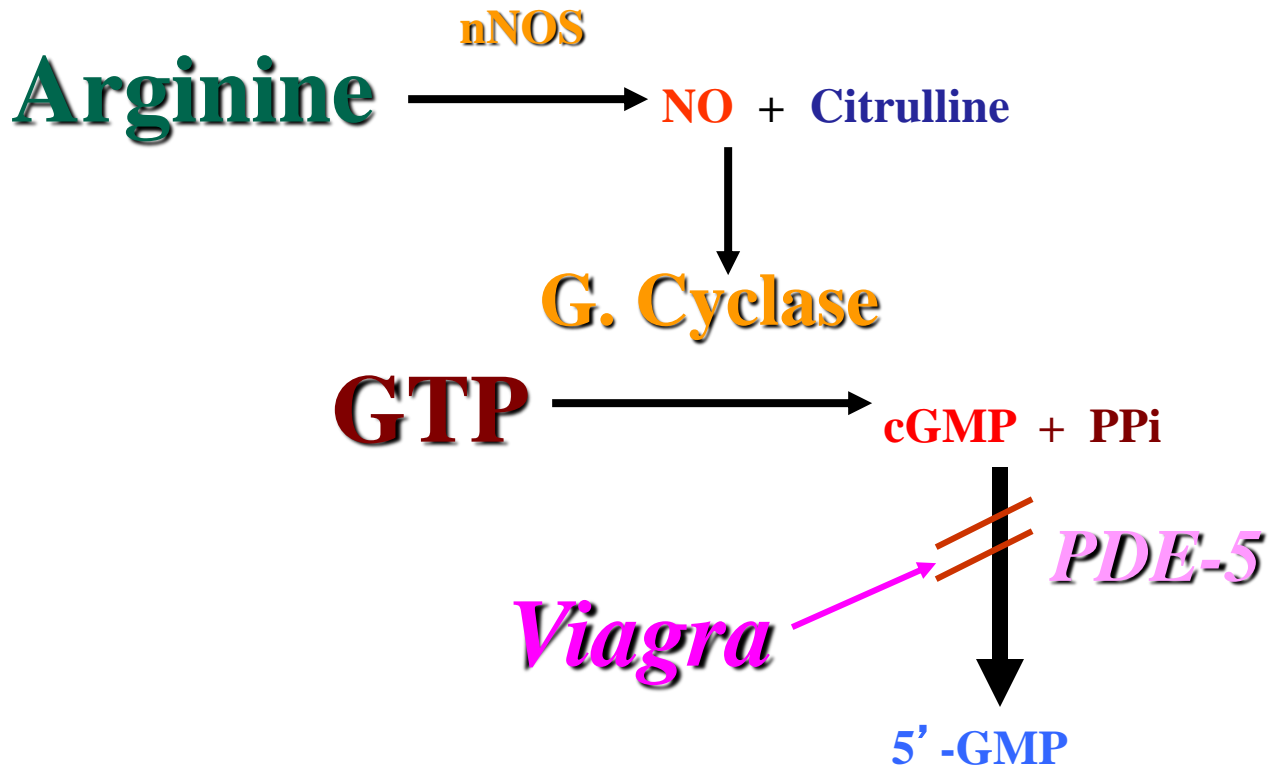 nNOS
Arginine
NO + Citrulline
G. Cyclase
GTP
cGMP + PPi
PDE-5
Viagra
5’-GMP